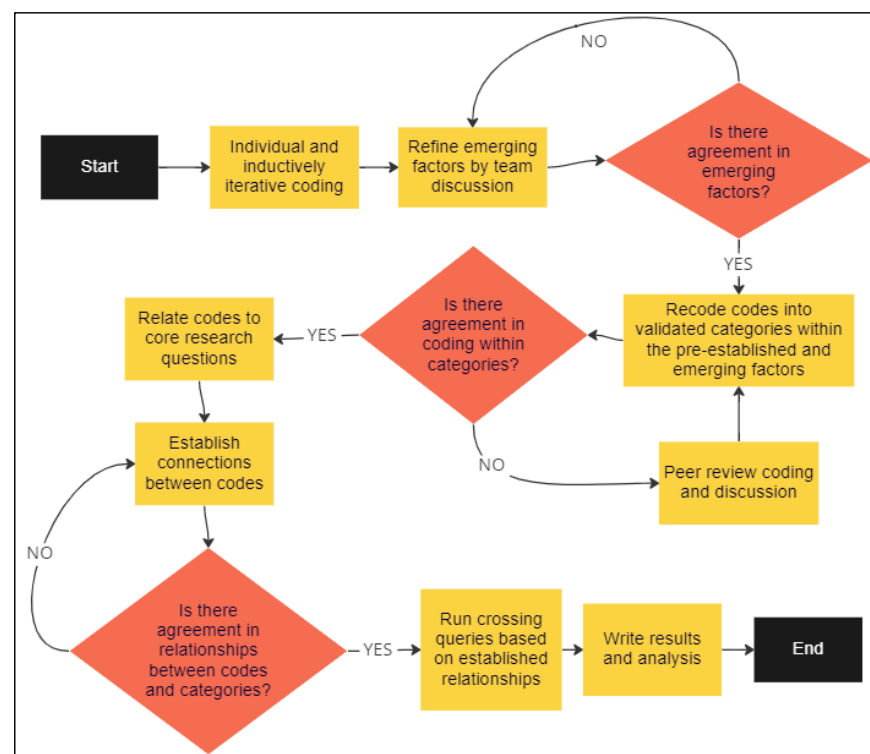 NO
Start
Individual and
inductively
iterative coding
Refine emerging
factors by team
discussion
Is there
agreement in
emerging
factors?
YES
Recode codes into
validated categories within
the pre-established and
emerging factors
Is there
agreement in
coding within
categories?
YES
Relate codes to
core research
questions
NO
Peer review coding
and discussion
Establish
connections
between codes
NO
Is there
agreement in
relationships
between codes
and categories?
YES
Run crossing
queries based
on established
relationships
Write results
and analysis
End